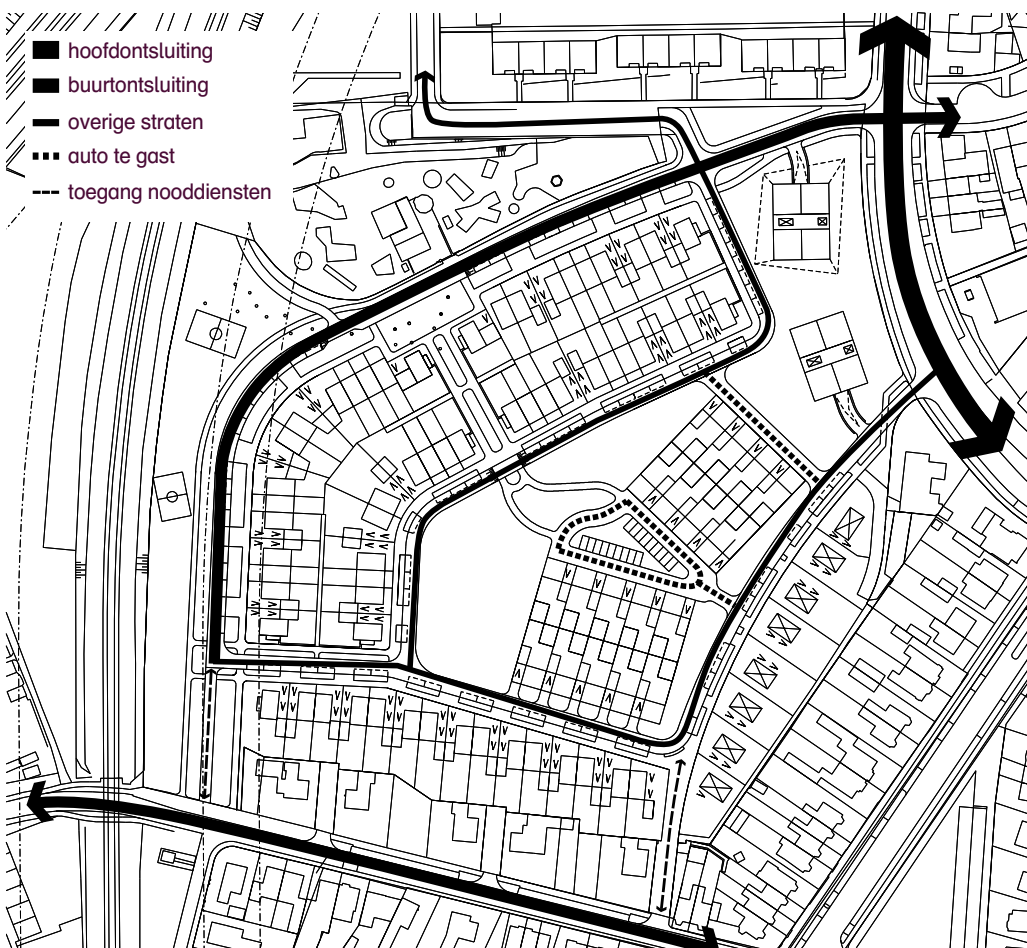 hoofdontsluiting
buurtontsluiting
overige straten
auto te gast
toegang nooddiensten